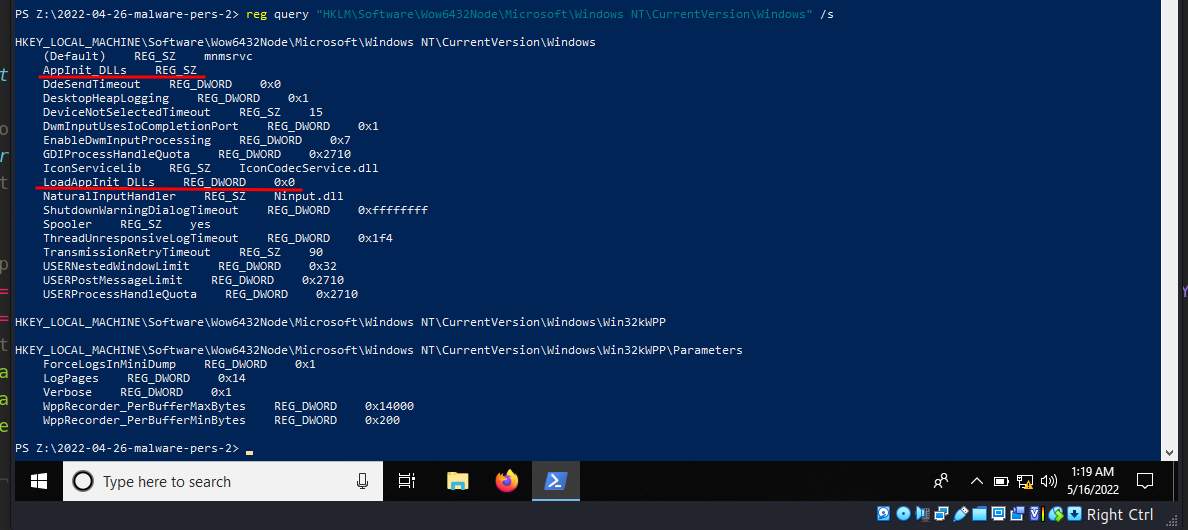 PS Z:\2022-04-26-malware-pers-2> reg query "HKLM\Software\Wow6432Node\Microsoft\Windows NT\CurrentVersion\Windows" /s
HKEY_LOCAL_MACHINE\Software\Wow6432Node\Microsoft\Windows NT\CurrentVersion\Windows
(Default)    REG_SZ    mnmsrvc
AppInit_DLLs    REG_SZ
DdeSendTimeout    REG_DWORD    0x0
DesktopHeapLogging    REG_DWORD    0x1
DeviceNotSelectedTimeout    REG_SZ    15
DwmInputUsesIoCompletionPort    REG_DWORD    0x1
EnableDwmInputProcessing    REG_DWORD    0x7
GDIProcessHandleQuota    REG_DWORD    0x2710
IconServiceLib    REG_SZ    IconCodecService.dll
LoadAppInit_DLLs    REG_DWORD    0x0
NaturalInputHandler    REG_SZ    Ninput.dll
ShutdownWarningDialogTimeout    REG_DWORD    0xffffffff
Spooler    REG_SZ    yes
ThreadUnresponsiveLogTimeout    REG_DWORD    0x1f4
TransmissionRetryTimeout    REG_SZ    90
USERNestedWindowLimit    REG_DWORD    0x32
USERPostMessageLimit    REG_DWORD    0x2710
USERProcessHandleQuota    REG_DWORD    0x2710
HKEY_LOCAL_MACHINE\Software\Wow6432Node\Microsoft\Windows NT\CurrentVersion\Windows\Win32kWPP
HKEY_LOCAL_MACHINE\Software\Wow6432Node\Microsoft\Windows NT\CurrentVersion\Windows\Win32kWPP\Parameters
ForceLogsInMiniDump    REG_DWORD    0x1
LogPages    REG_DWORD    0x14
Verbose    REG_DWORD    0x1
WppRecorder_PerBufferMaxBytes    REG_DWORD    0x14000
WppRecorder_PerBufferMinBytes    REG_DWORD    0x200
PS Z:\2022-04-26-malware-pers-2>
Type here to search
1:19 AM
5/16/2022
Right Ctrl